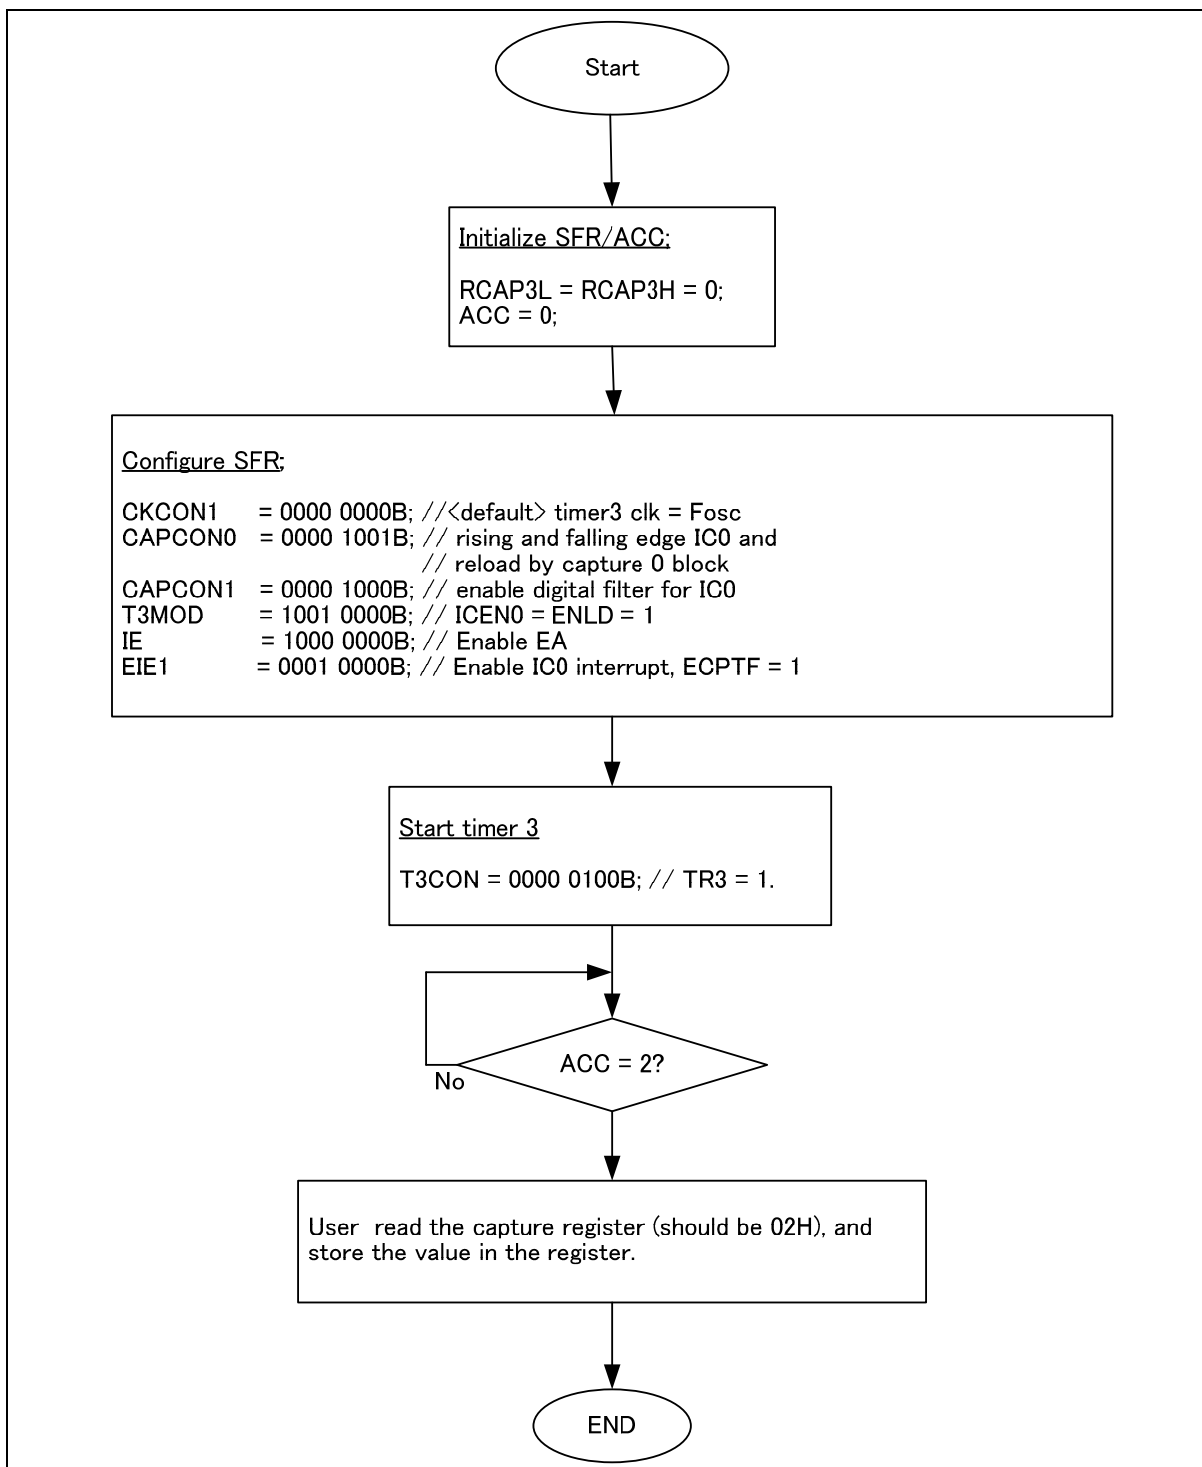 Start
Initialize SFR/ACC;
RCAP3L = RCAP3H = 0;
ACC = 0;
Configure SFR;
CKCON1 = 0000 0000B; //<default> timer3 clk = Fosc
CAPCON0 = 0000 1001B; // rising and falling edge IC0 and
// reload by capture 0 block
CAPCON1 = 0000 1000B; // enable digital filter for IC0
T3MOD = 1001 0000B; // ICEN0 = ENLD = 1
IE = 1000 0000B; // Enable EA
EIE1 = 0001 0000B; // Enable IC0 interrupt, ECPTF = 1
Start timer 3
T3CON = 0000 0100B; // TR3 = 1.
ACC = 2?
No
User read the capture register (should be 02H), and
store the value in the register.
END